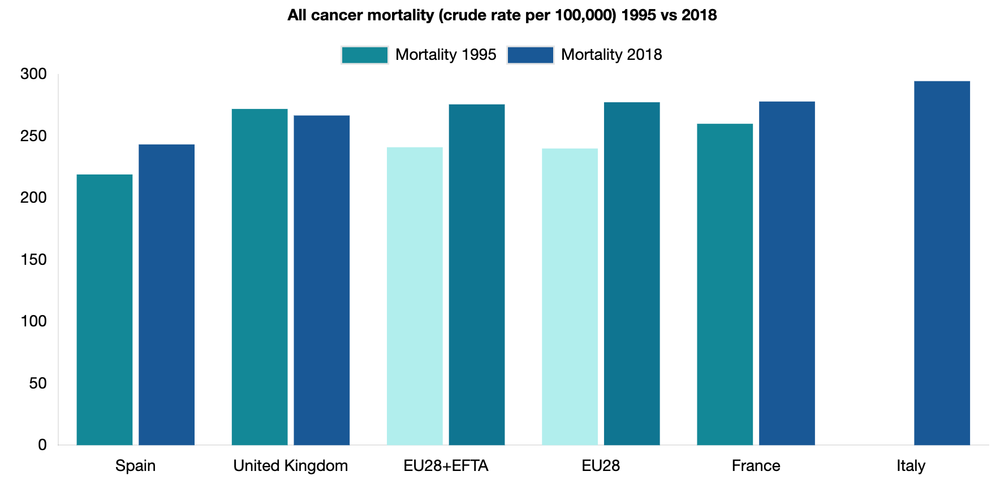 All cancer mortality (crude rate per 100,000) 1995 vs 2018
Mortality 1995 Mortality 2018
300
250
200
150
100
50
0
Spain United Kingdom EU28+EFTA EU28 France Italy